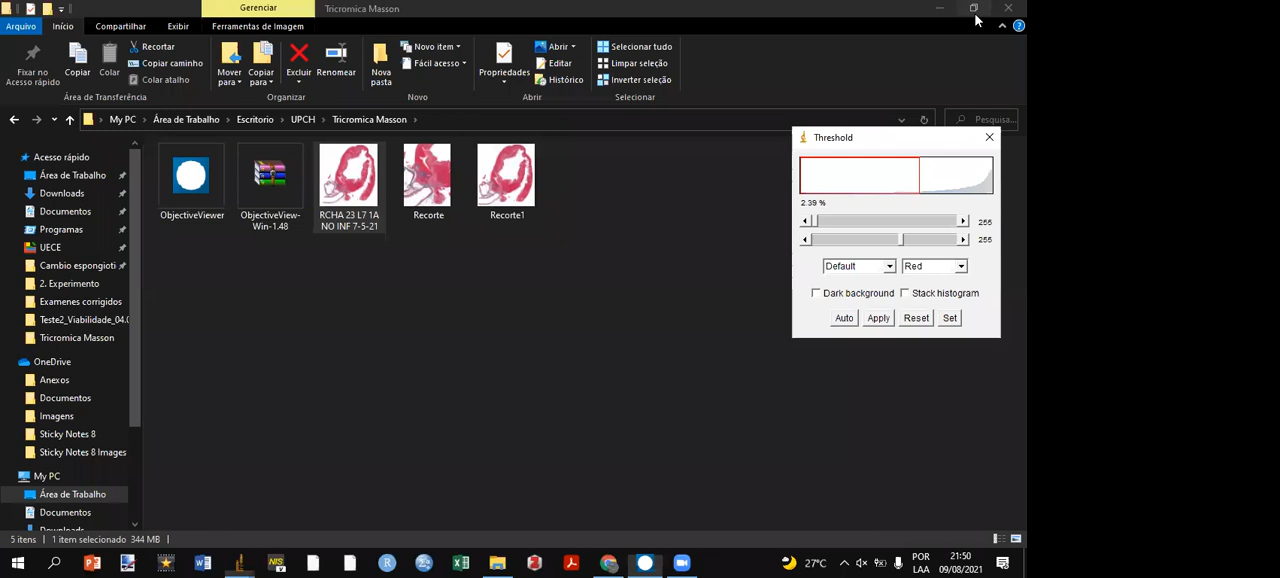 Gerenciar
Tricromica Masson
Arquivo
Início
Compartilhar
Exibir
Ferramentas de Imagem
Fixar no
Acesso rápido
Copiar
Colar
Recortar
Copiar caminho
Colar atalho
Área de Transferência
Mover
para
Copiar
para
Excluir
Renomear
Organizar
Nova
pasta
Novo item
Fácil acesso
Novo
Propriedades
Abrir
Editar
Histórico
Abrir
Selecionar tudo
Limpar seleção
Inverter seleção
Selecionar
My PC
Área de Trabalho
Escritorio
UPCH
Tricromica Masson
Pesquisa...
Acesso rápido
Área de Trabalho
Downloads
Documentos
Programas
UECE
Cambio espongioti
2. Experimento
Examenes corrigidos
Teste2_Viabilidade_04.0
Tricromica Masson
OneDrive
Anexos
Documentos
Imagens
Sticky Notes 8
Sticky Notes 8 Images
My PC
Área de Trabalho
Documentos
Downloads
ObjectiveViewer
ObjectiveView-
Win-1.48
RCHA 23 L7 1A
NO INF 7-5-21
Recorte
Recorte1
Threshold
2.39 %
255
255
Default
Red
Dark background
Stack histogram
Auto
Apply
Reset
Set
5 itens
1 item selecionado 344 MB
NIS
27°C
POR
LAA
21:50
09/08/2021